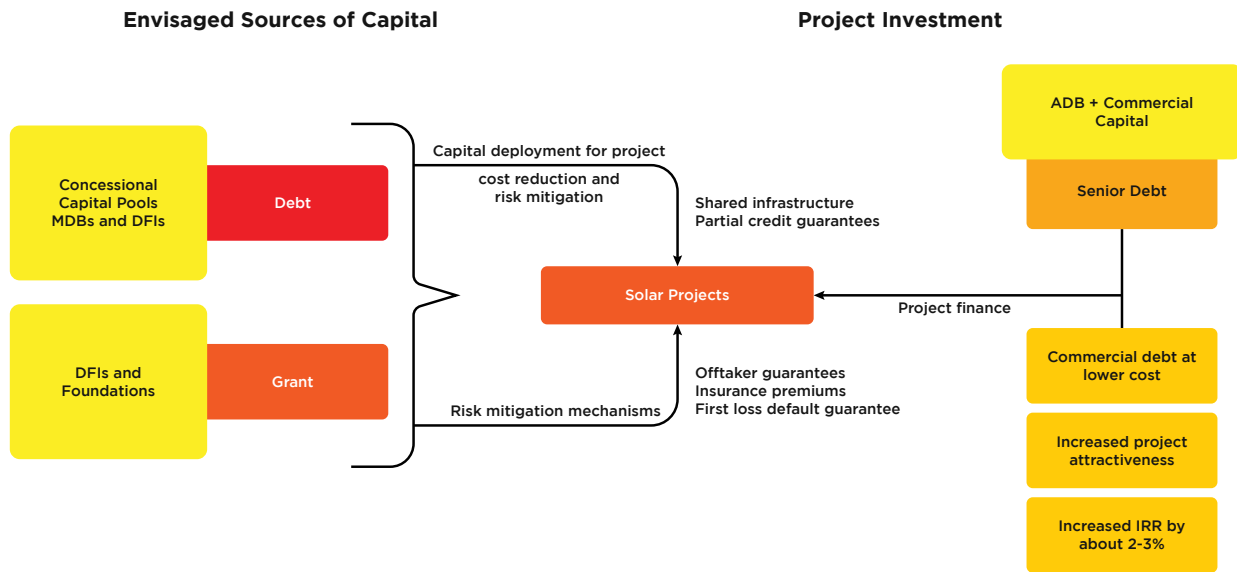 Envisaged Sources of Capital
Project Investment
Concessional
Capital Pools
MDBs and DFIs
Debt
DFIs and
Foundations
Grant
Capital deployment for project
cost reduction and
risk mitigation
Shared infrastructure
Partial credit guarantees
Solar Projects
Risk mitigation mechanisms
Offtaker guarantees
Insurance premiums
First loss default guarantee
ADB + Commercial
Capital
Senior Debt
Project finance
Commercial debt at
lower cost
Increased project
attractiveness
Increased IRR by
about 2-3%